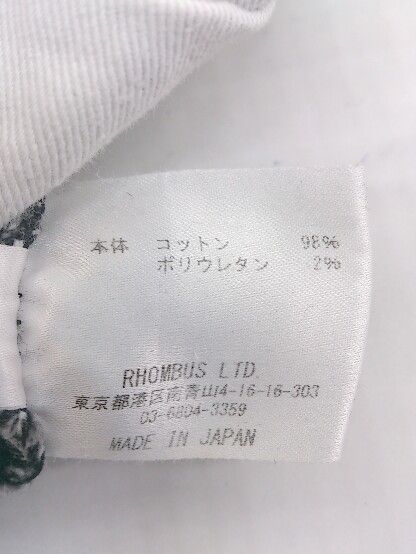 本体 コットン 98%
ポリウレタン 2%
RHOMBUS LTD.
東京都港区南青山4-16-16-303
03-6804-3359
MADE IN JAPAN